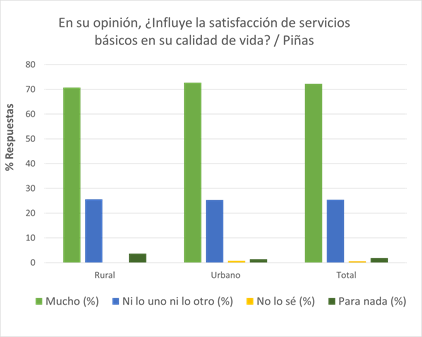 En su opinión, ¿Influye la satisfacción de servicios
básicos en su calidad de vida? / Piñas
% Respuestas
80
70
60
50
40
30
20
10
0
Rural
Urbano
Total
Mucho (%)
Ni lo uno ni lo otro (%)
No lo sé (%)
Para nada (%)